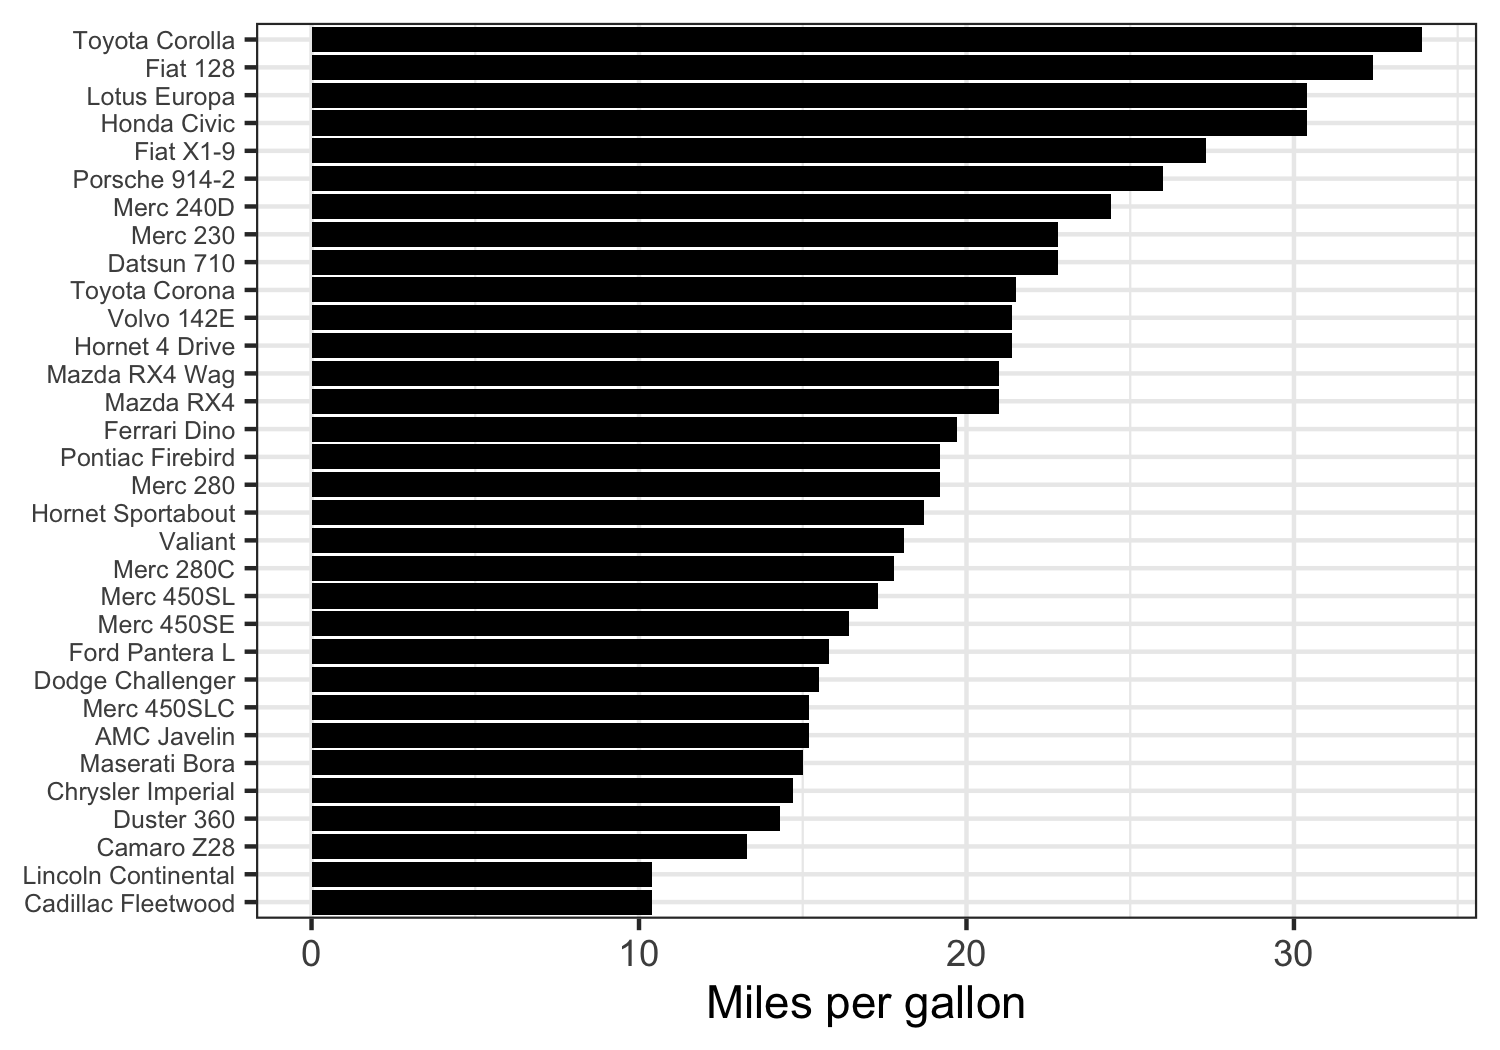 Toyota Corolla
Fiat 128
Lotus Europa
Honda Civic
Fiat X1-9
Porsche 914-2
Merc 240D
Merc 230
Datsun 710
Toyota Corona
Volvo 142E
Hornet 4 Drive
Mazda RX4 Wag
Mazda RX4
Ferrari Dino
Pontiac Firebird
Merc 280
Hornet Sportabout
Valiant
Merc 280C
Merc 450SL
Merc 450SE
Ford Pantera L
Dodge Challenger
Merc 450SLC
AMC Javelin
Maserati Bora
Chrysler Imperial
Duster 360
Camaro Z28
Lincoln Continental
Cadillac Fleetwood
0 10 20 30
Miles per gallon